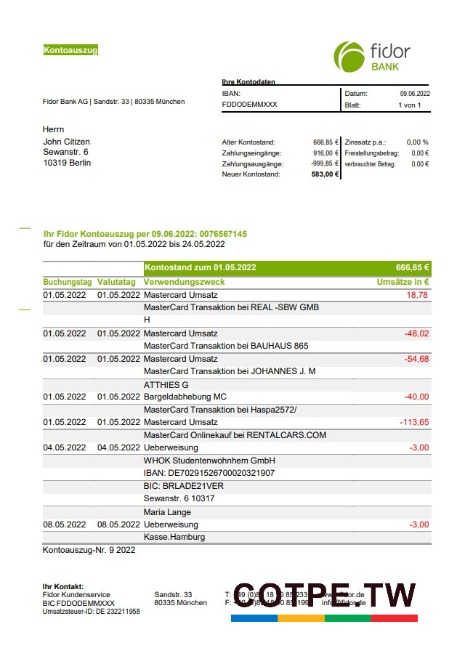 Kontoauszug
fidor
BANK
Ihre Kontodaten
IBAN: Datum: 09.06.2022
FDDODEMMXXX Blatt: 1 von 1
Fidor Bank AG | Sandstr. 33 | 80335 München
Herrn
John Citizen
Sewanstr. 6
10319 Berlin
Alter Kontostand: 666,85 € Zinssatz p.a.: 0,00 %
Zahlungseingänge: 916,00 € Freistellungsbetrag: 0,00 €
Zahlungsausgänge: -999,85 € verbrauchter Betrag: 0,00 €
Neuer Kontostand: 583,00 €
Ihr Fidor Kontoauszug per 09.06.2022: 0076567145
für den Zeitraum von 01.05.2022 bis 24.05.2022
Kontostand zum 01.05.2022 666,85 €
Buchungstag Valutatag Verwendungszweck Umsätze in €
01.05.2022 01.05.2022 Mastercard Umsatz 18,78
MasterCard Transaktion bei REAL -SBW GMB
H
01.05.2022 01.05.2022 Mastercard Umsatz -48,02
MasterCard Transaktion bei BAUHAUS 865
01.05.2022 01.05.2022 Mastercard Umsatz -54,68
MasterCard Transaktion bei JOHANNES J. M
ATTHIES G
01.05.2022 01.05.2022 Bargeldabhebung MC -40,00
MasterCard Transaktion bei Haspa2572/
01.05.2022 01.05.2022 Mastercard Umsatz -113,65
MasterCard Onlinekauf bei RENTALCARS.COM
04.05.2022 04.05.2022 Ueberweisung -3,00
WHOK Studentenwohnhem GmbH
IBAN: DE70291526700020321907
BIC: BRLADE21VER
Sewanstr. 6 10317
Maria Lange
08.05.2022 08.05.2022 Ueberweisung -3,00
Kasse.Hamburg
Kontoauszug-Nr. 9 2022
Ihr Kontakt:
Fidor Kundenservice Sandstr. 33
BIC FDDODEMMXXX 80335 München
Umsatzsteuer-ID: DE 232211958
COTPE.TW